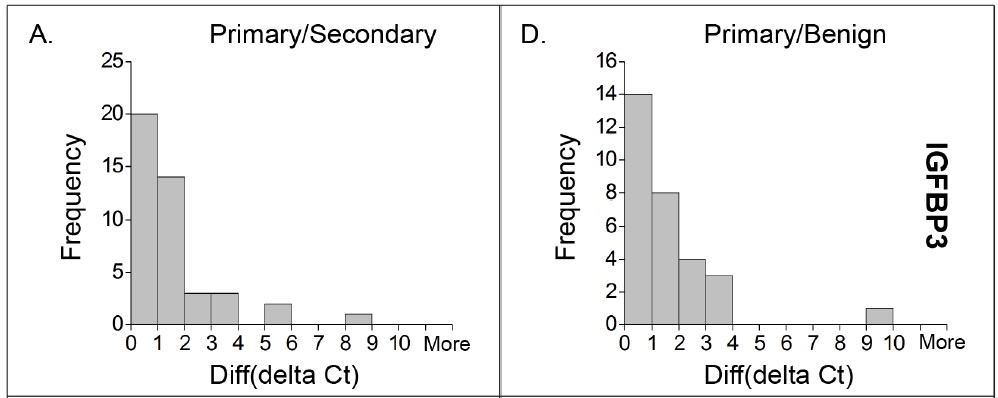 A.
Primary/Secondary
25
20
15
10
5
0
Frequency
0 1 2 3 4 5 6 7 8 9 10 More
Diff(delta Ct)
D.
Primary/Benign
16
14
12
10
8
6
4
2
0
Frequency
0 1 2 3 4 5 6 7 8 9 10 More
Diff(delta Ct)
IGFBP3